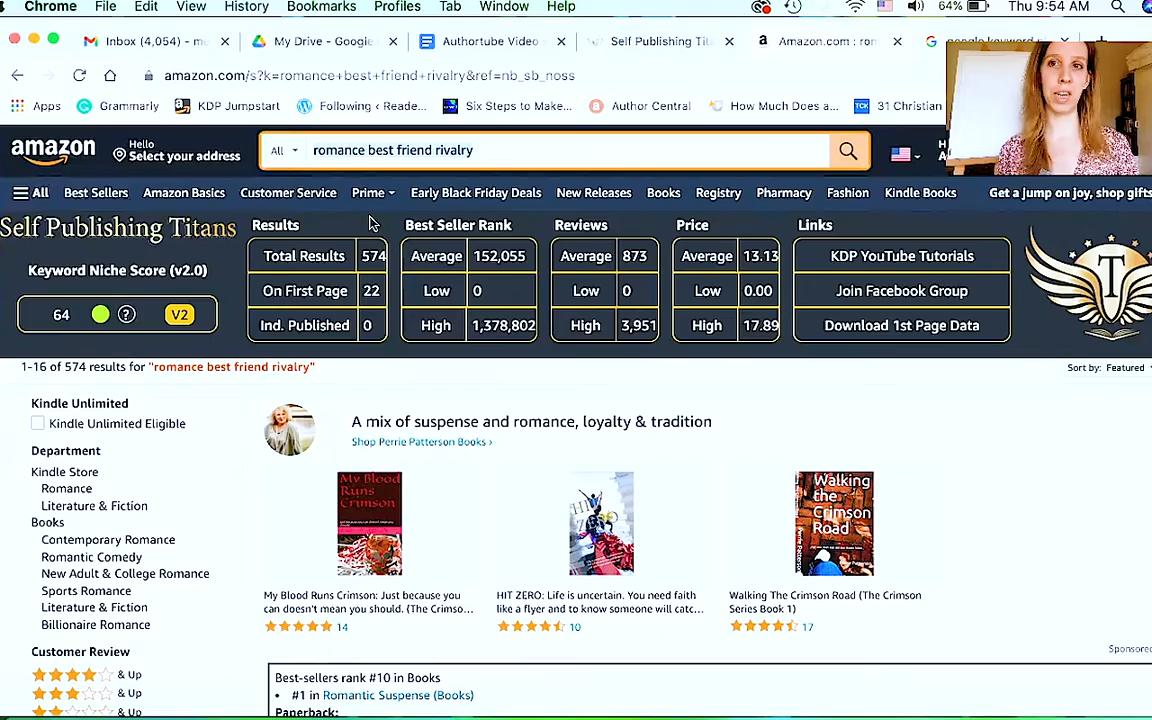 Chrome File Edit View History Bookmarks Profiles Tab Window Help 64% Thu 9:54 AM
Inbox (4,054) - m My Drive - Google Authortube Video Self Publishing Tit Amazon.com : rom
amazon.com/s?k=romance+best+friend+rivalry&ref=nb_sb_noss
Apps Grammarly KDP Jumpstart Following ‹ Reade... Six Steps to Make... Author Central How Much Does a... 31 Christian
amazon Hello
Select your address
All romance best friend rivalry
All Best Sellers Amazon Basics Customer Service Prime Early Black Friday Deals New Releases Books Registry Pharmacy Fashion Kindle Books Get a jump on joy, shop gifts
Self Publishing Titans
Keyword Niche Score (v2.0)
64 ? V2
Results
Total Results 574
On First Page 22
Ind. Published 0
Best Seller Rank
Average 152,055
Low 0
High 1,378,802
Reviews
Average 873
Low 0
High 3,951
Price
Average 13.13
Low 0.00
High 17.89
Links
KDP YouTube Tutorials
Join Facebook Group
Download 1st Page Data
T
1-16 of 574 results for "romance best friend rivalry"
Sort by: Featured
Kindle Unlimited
Kindle Unlimited Eligible
Department
Kindle Store
Romance
Literature & Fiction
Books
Contemporary Romance
Romantic Comedy
New Adult & College Romance
Sports Romance
Literature & Fiction
Billionaire Romance
Customer Review
& Up
& Up
& Up
A mix of suspense and romance, loyalty & tradition
Shop Perrie Patterson Books ›
My Blood
Runs
Crimson
My Blood Runs Crimson: Just because you
can doesn't mean you should. (The Crimso...
14
HIT ZERO: Life is uncertain. You need faith
like a flyer and to know someone will catc...
10
Walking
the
Crimson
Road
Walking The Crimson Road (The Crimson
Series Book 1)
17
Sponsored
Best-sellers rank #10 in Books
• #1 in Romantic Suspense (Books)
Paperback: